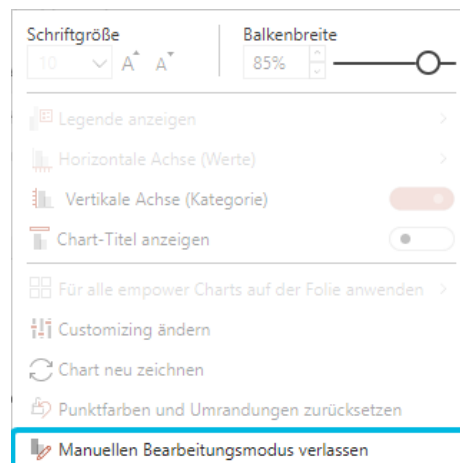 Schriftgröße Balkenbreite
10 A A 85%
Legende anzeigen
Horizontale Achse (Werte)
Vertikale Achse (Kategorie)
Chart-Titel anzeigen
Für alle empower Charts auf der Folie anwenden
Customizing ändern
Chart neu zeichnen
Punktfarben und Umrandungen zurücksetzen
Manuellen Bearbeitungsmodus verlassen